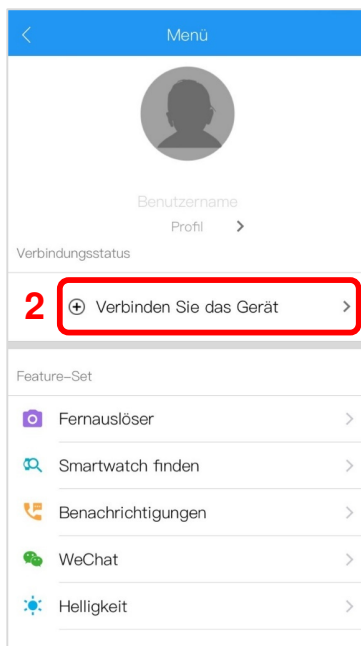 Menü
Benutzername
Profil
Verbindungsstatus
2 Verbinden Sie das Gerät
Feature-Set
Fernauslöser
Smartwatch finden
Benachrichtigungen
WeChat
Helligkeit